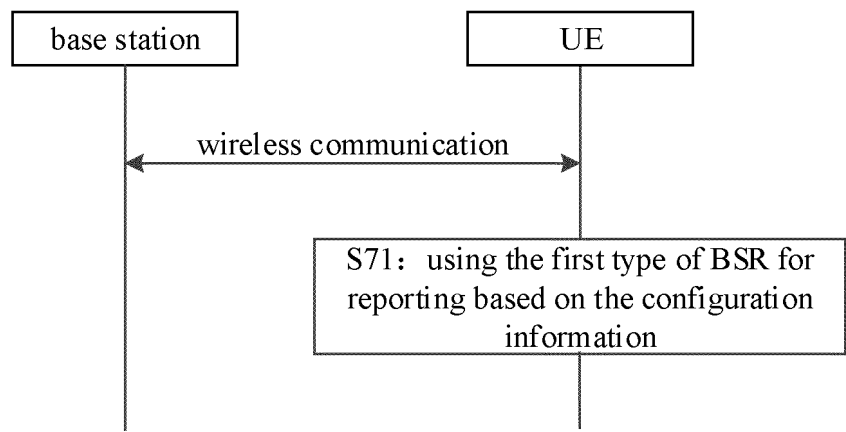 base station
UE
wireless communication
S71：using the first type of BSR for
reporting based on the configuration
information